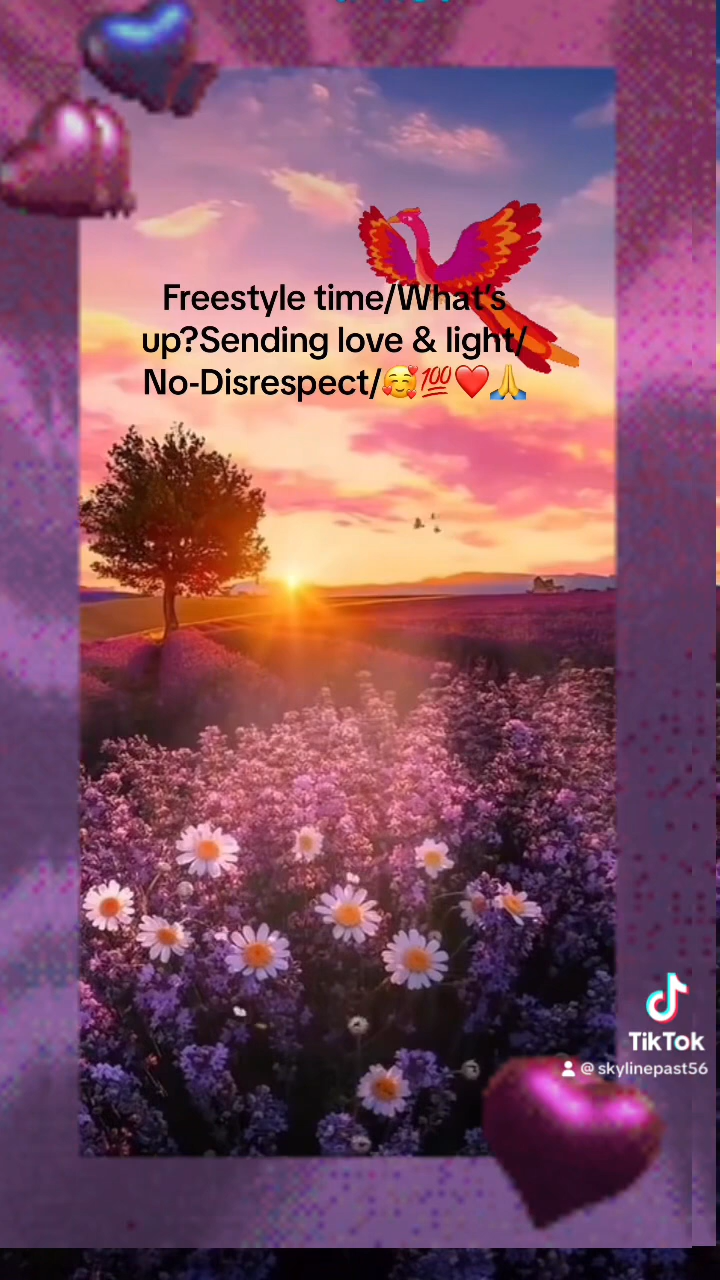 Freestyle time/What's
up?Sending love & light/
No-Disrespect/🥰💯❤️🙏
TikTok
@skylinepast56